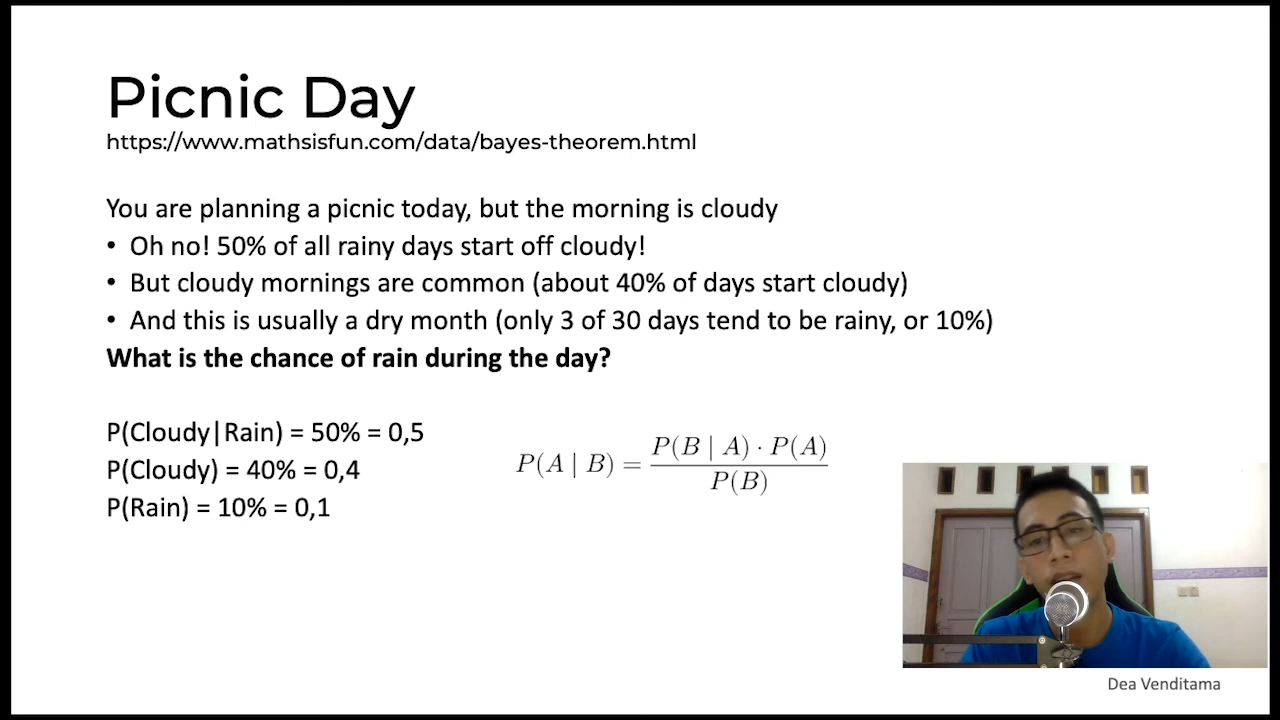 Picnic Day
https://www.mathsisfun.com/data/bayes-theorem.html
You are planning a picnic today, but the morning is cloudy
• Oh no! 50% of all rainy days start off cloudy!
• But cloudy mornings are common (about 40% of days start cloudy)
• And this is usually a dry month (only 3 of 30 days tend to be rainy, or 10%)
What is the chance of rain during the day?
P(Cloudy|Rain) = 50% = 0,5
P(Cloudy) = 40% = 0,4
P(Rain) = 10% = 0,1
P(A | B) = P(B | A) · P(A) / P(B)
Dea Venditama